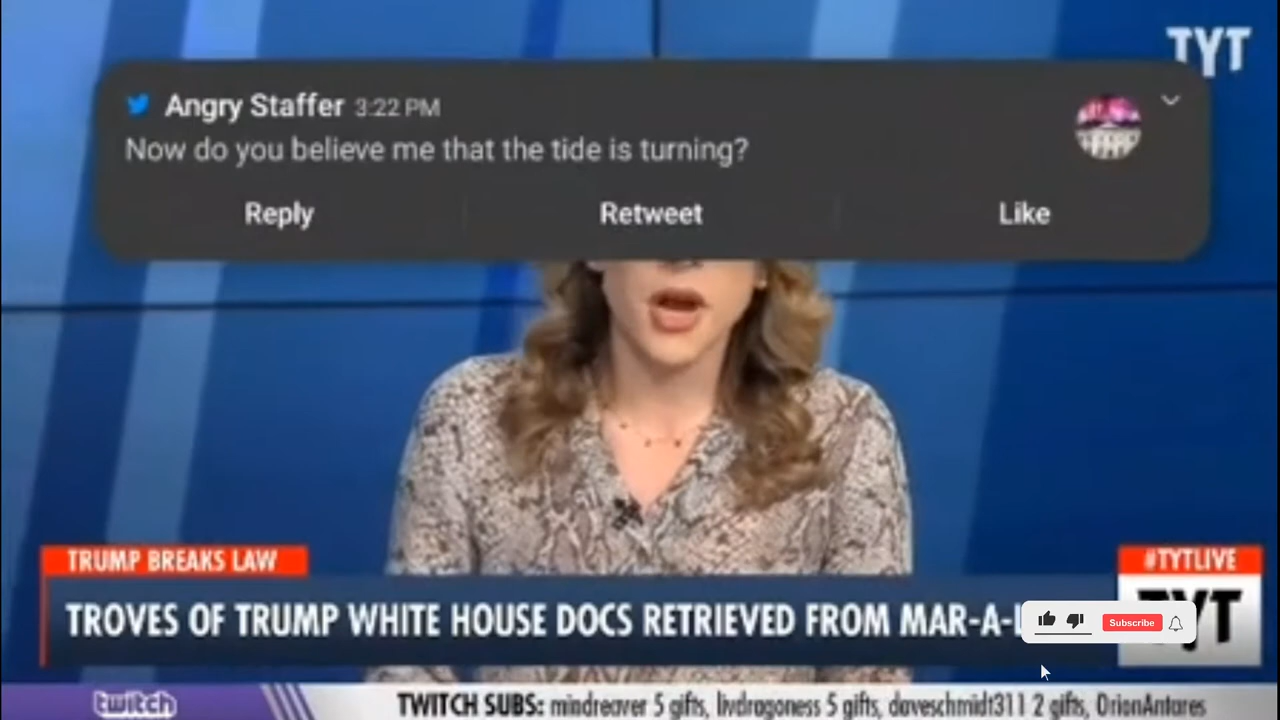 TYT
Angry Staffer 3:22 PM
Now do you believe me that the tide is turning?
Reply Retweet Like
TRUMP BREAKS LAW
#TYTLIVE
TROVES OF TRUMP WHITE HOUSE DOCS RETRIEVED FROM MAR-A-L
TYT
Subscribe
twitch
TWITCH SUBS: mindreaver 5 gifts, livdragoness 5 gifts, daveschmidt311 2 gifts, OrionAntares